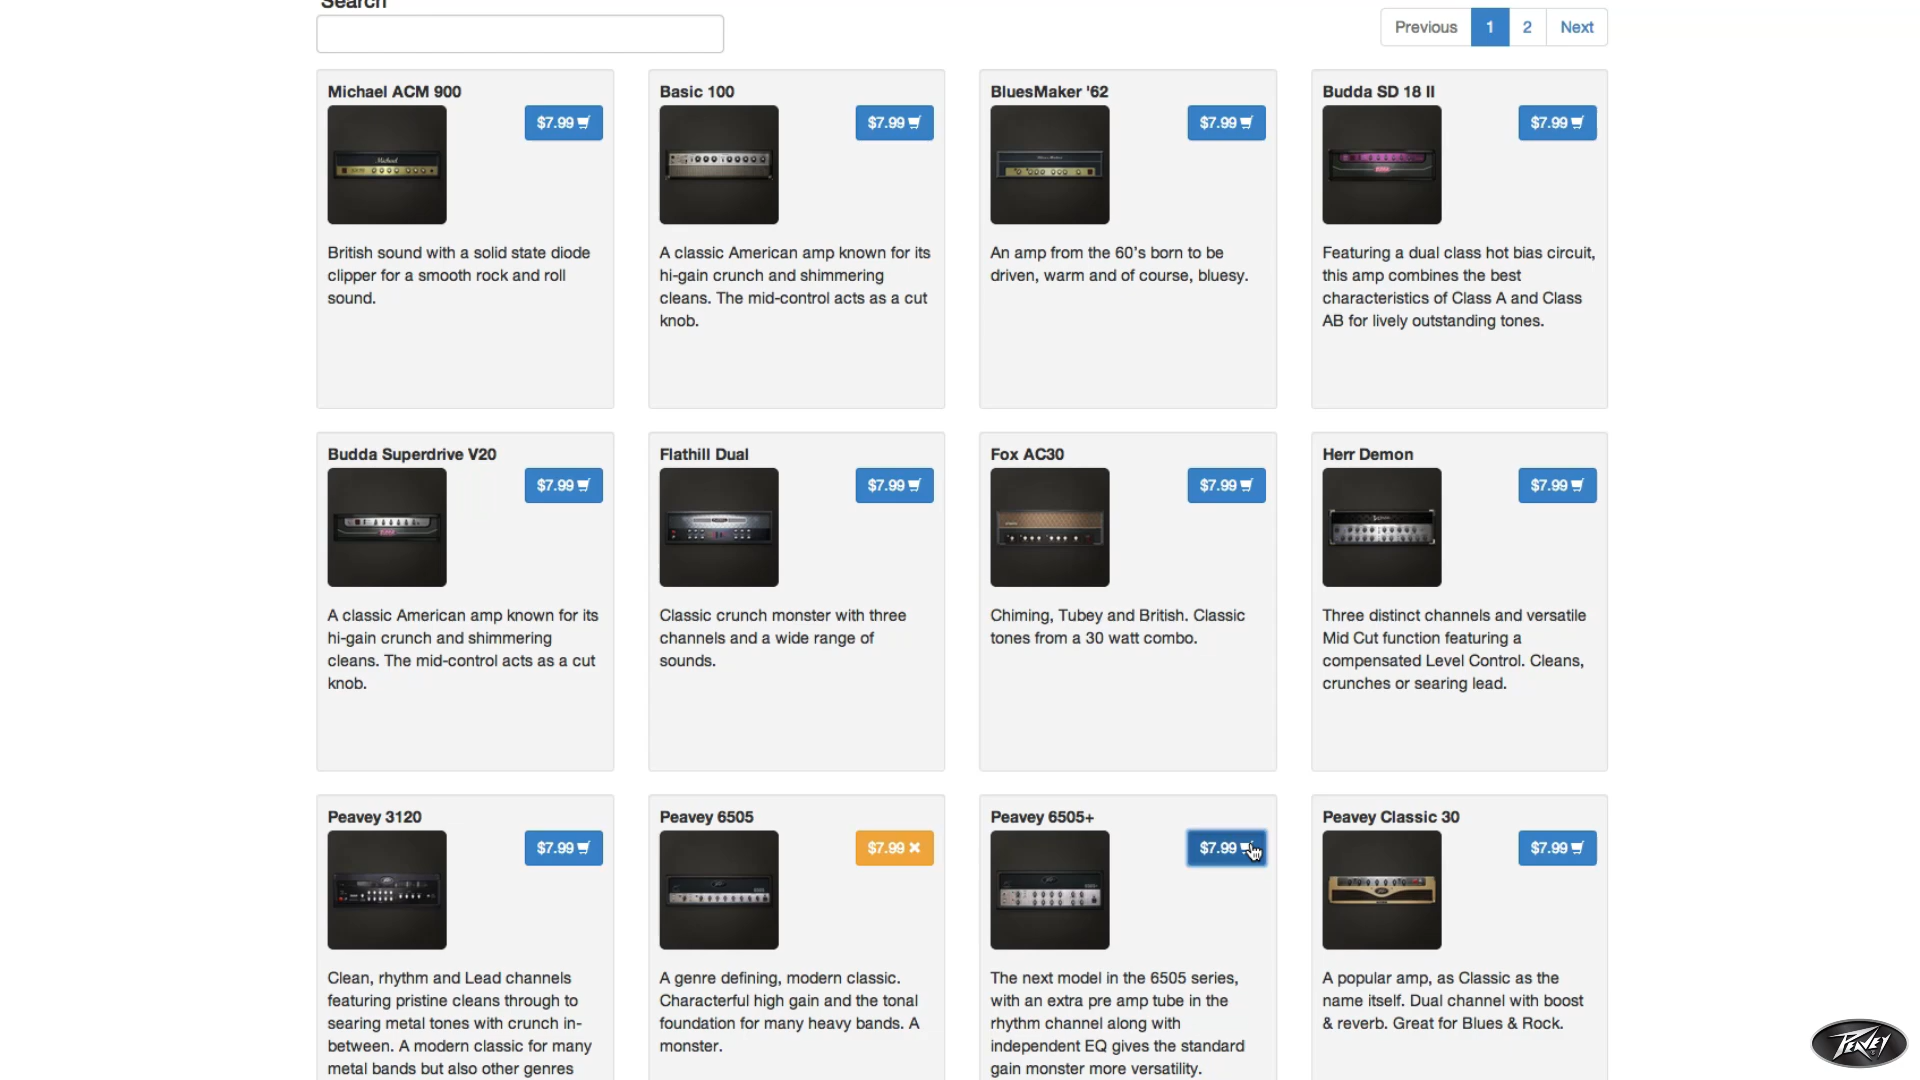 Search
Previous 1 2 Next
Michael ACM 900
$7.99
Michael
British sound with a solid state diode
clipper for a smooth rock and roll
sound.
Basic 100
$7.99
A classic American amp known for its
hi-gain crunch and shimmering
cleans. The mid-control acts as a cut
knob.
BluesMaker '62
$7.99
An amp from the 60’s born to be
driven, warm and of course, bluesy.
Budda SD 18 II
$7.99
Featuring a dual class hot bias circuit,
this amp combines the best
characteristics of Class A and Class
AB for lively outstanding tones.
Budda Superdrive V20
$7.99
A classic American amp known for its
hi-gain crunch and shimmering
cleans. The mid-control acts as a cut
knob.
Flathill Dual
$7.99
Classic crunch monster with three
channels and a wide range of
sounds.
Fox AC30
$7.99
Chiming, Tubey and British. Classic
tones from a 30 watt combo.
Herr Demon
$7.99
Three distinct channels and versatile
Mid Cut function featuring a
compensated Level Control. Cleans,
crunches or searing lead.
Peavey 3120
$7.99
Clean, rhythm and Lead channels
featuring pristine cleans through to
searing metal tones with crunch in-
between. A modern classic for many
metal bands but also other genres
Peavey 6505
$7.99
A genre defining, modern classic.
Characterful high gain and the tonal
foundation for many heavy bands. A
monster.
Peavey 6505+
$7.99
The next model in the 6505 series,
with an extra pre amp tube in the
rhythm channel along with
independent EQ gives the standard
gain monster more versatility.
Peavey Classic 30
$7.99
A popular amp, as Classic as the
name itself. Dual channel with boost
& reverb. Great for Blues & Rock.
PEAVEY